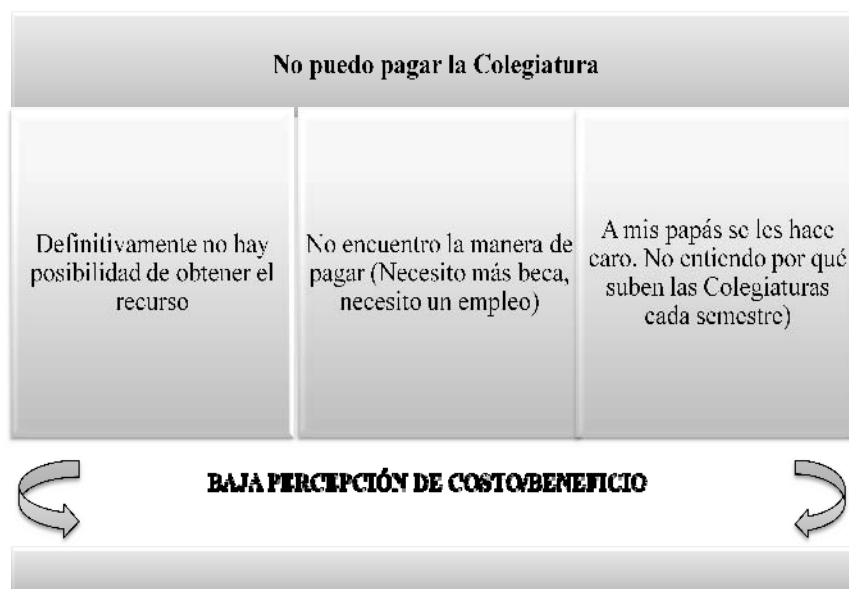 No puedo pagar la Colegiatura
Definitivamente no hay
posibilidad de obtener el
recurso
No encuentro la manera de
pagar (Necesito más beca,
necesito un empleo)
A mis papás se les hace
caro. No entiendo por qué
suben las Colegiaturas
cada semestre)
BAJA PERCEPCIÓN DE COSTO/BENEFICIO